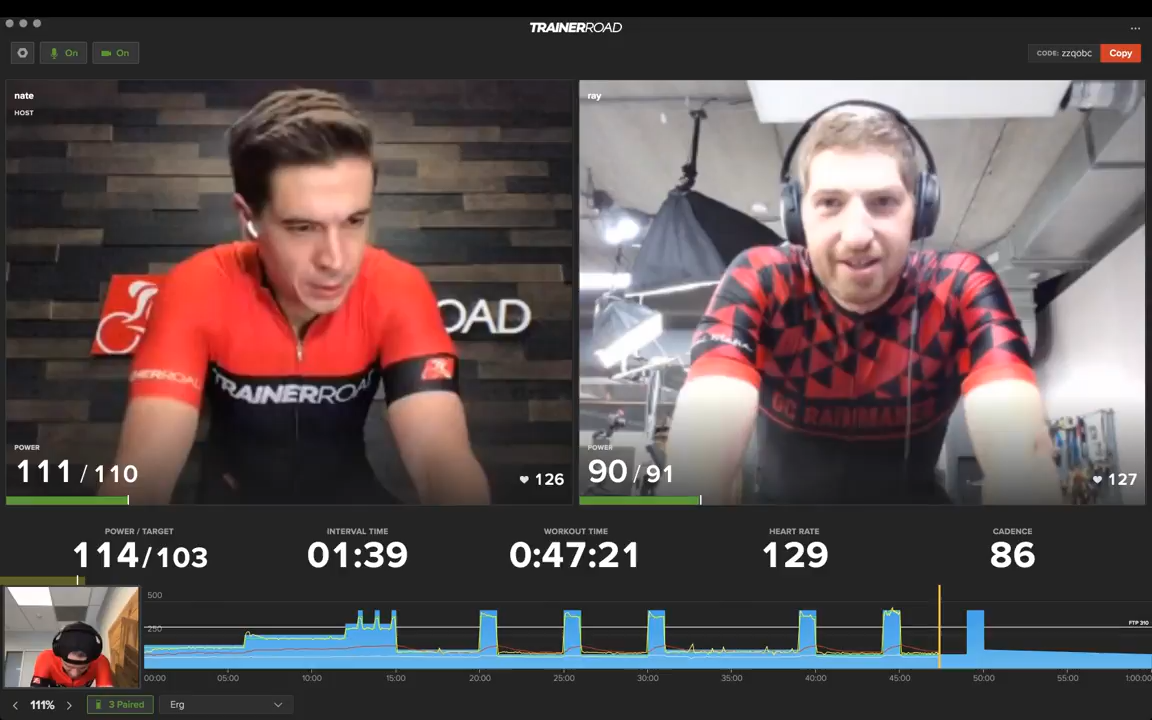 TRAINERROAD
...
On
On
CODE: zzqobc
Copy
nate
HOST
ray
OAD
TRAINERROAD
POWER
111 / 110
126
POWER
90 / 91
127
POWER / TARGET
114/103
INTERVAL TIME
01:39
WORKOUT TIME
0:47:21
HEART RATE
129
CADENCE
86
500
250
FTP 310
00:00
05:00
10:00
15:00
20:00
25:00
30:00
35:00
40:00
45:00
50:00
55:00
1:00:00
111%
3 Paired
Erg